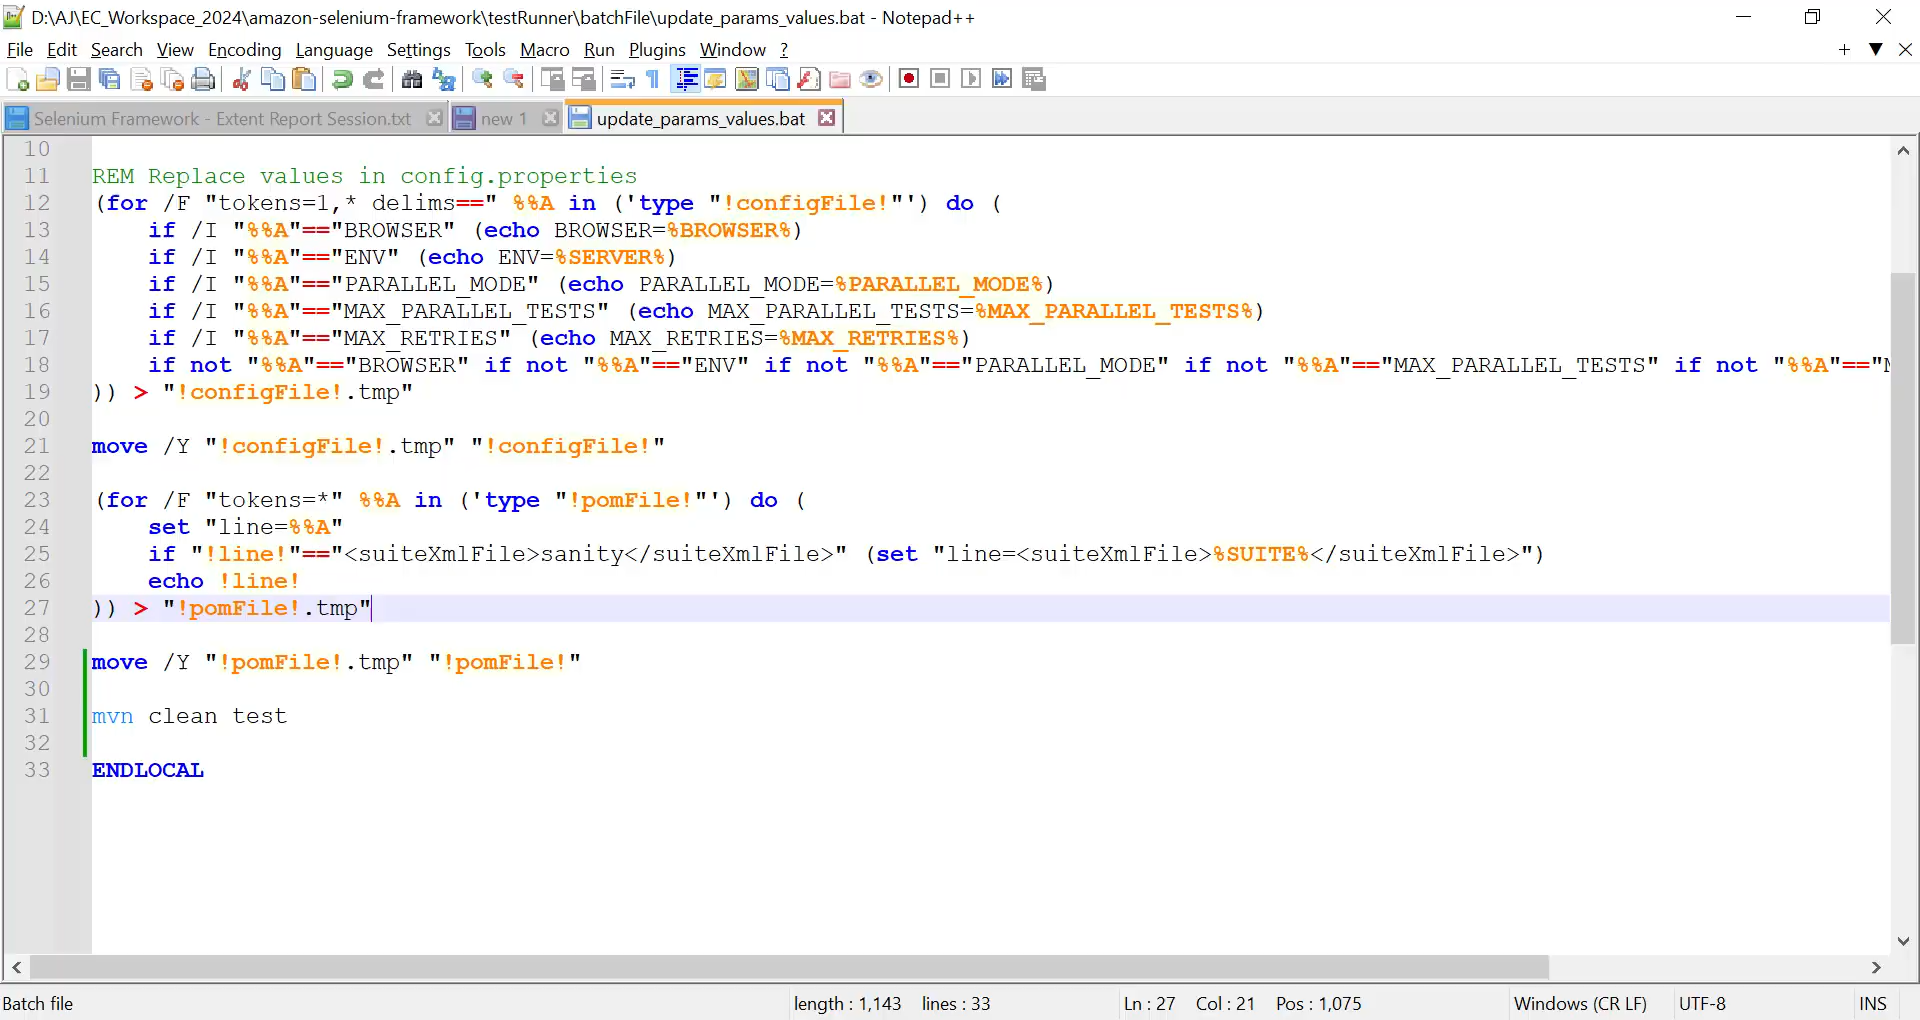 D:\AJ\EC_Workspace_2024\amazon-selenium-framework\testRunner\batchFile\update_params_values.bat - Notepad++
File Edit Search View Encoding Language Settings Tools Macro Run Plugins Window ?
Selenium Framework - Extent Report Session.txt new 1 update_params_values.bat
10
11 REM Replace values in config.properties
12 (for /F "tokens=1,* delims==" %%A in ('type "!configFile!"') do (
13 if /I "%%A"=="BROWSER" (echo BROWSER=%BROWSER%)
14 if /I "%%A"=="ENV" (echo ENV=%SERVER%)
15 if /I "%%A"=="PARALLEL_MODE" (echo PARALLEL_MODE=%PARALLEL_MODE%)
16 if /I "%%A"=="MAX_PARALLEL_TESTS" (echo MAX_PARALLEL_TESTS=%MAX_PARALLEL_TESTS%)
17 if /I "%%A"=="MAX_RETRIES" (echo MAX_RETRIES=%MAX_RETRIES%)
18 if not "%%A"=="BROWSER" if not "%%A"=="ENV" if not "%%A"=="PARALLEL_MODE" if not "%%A"=="MAX_PARALLEL_TESTS" if not "%%A"=="
19 )) > "!configFile!.tmp"
20
21 move /Y "!configFile!.tmp" "!configFile!"
22
23 (for /F "tokens=*" %%A in ('type "!pomFile!"') do (
24 set "line=%%A"
25 if "!line!"=="<suiteXmlFile>sanity</suiteXmlFile>" (set "line=<suiteXmlFile>%SUITE%</suiteXmlFile>")
26 echo !line!
27 )) > "!pomFile!.tmp"
28
29 move /Y "!pomFile!.tmp" "!pomFile!"
30
31 mvn clean test
32
33 ENDLOCAL
Batch file length : 1,143 lines : 33 Ln : 27 Col : 21 Pos : 1,075 Windows (CR LF) UTF-8 INS